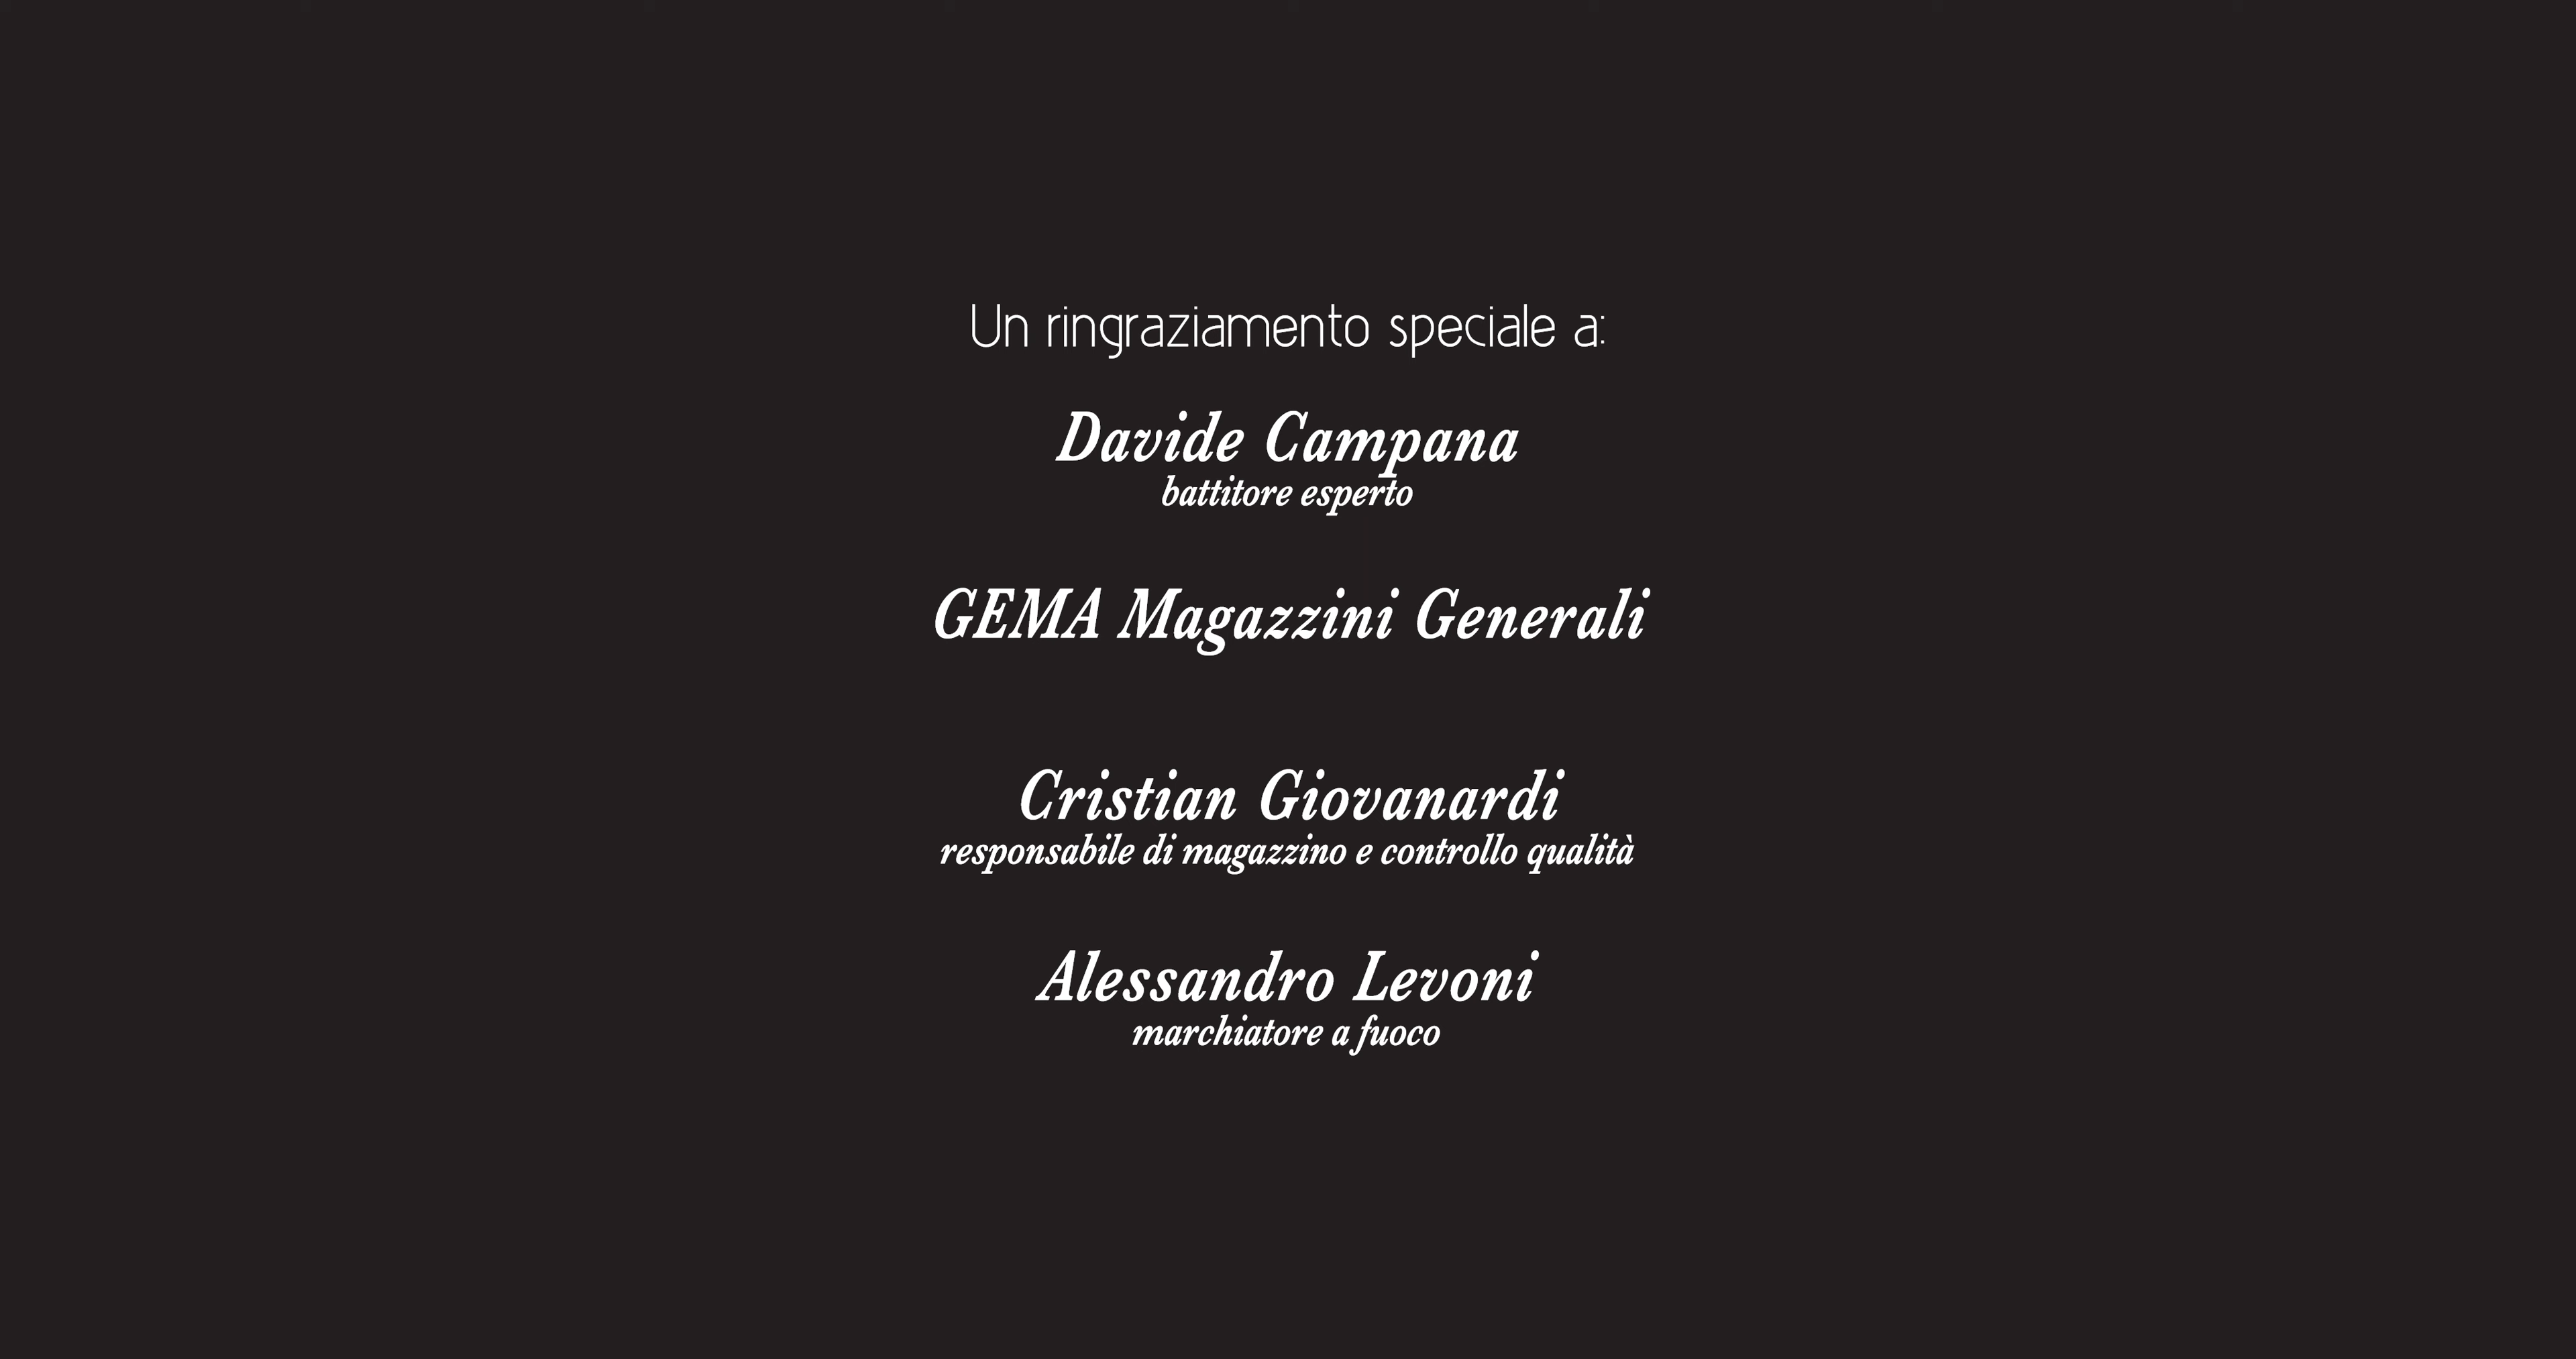 Un ringraziamento speciale a:
Davide Campana
battitore esperto
GEMA Magazzini Generali
Cristian Giovanardi
responsabile di magazzino e controllo qualità
Alessandro Levoni
marchiatore a fuoco